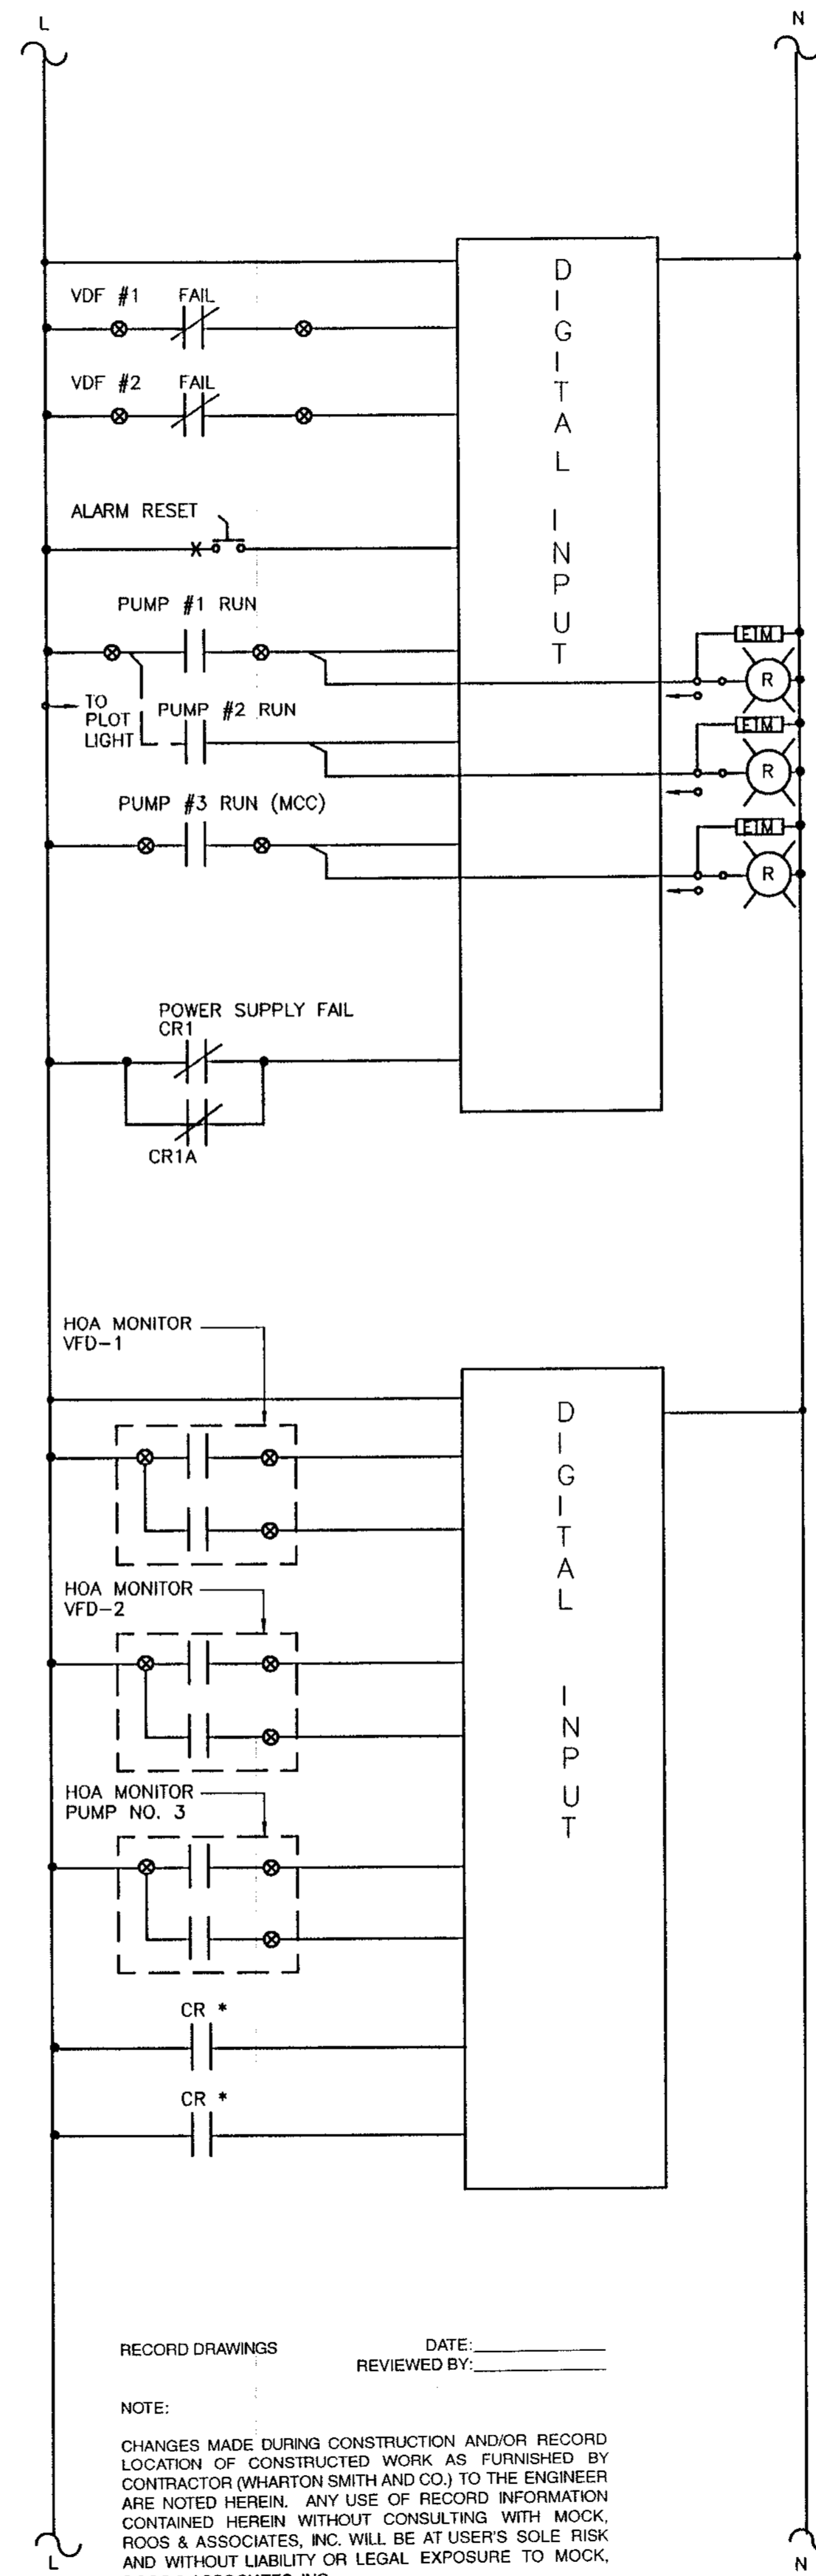 L
N
DIGITAL INPUT
VDF #1 FAIL
VDF #2 FAIL
ALARM RESET
PUMP #1 RUN
ETM
R
TO
PLOT
LIGHT
PUMP #2 RUN
ETM
R
PUMP #3 RUN (MCC)
ETM
R
POWER SUPPLY FAIL
CR1
CR1A
HOA MONITOR
VFD-1
DIGITAL INPUT
HOA MONITOR
VFD-2
HOA MONITOR
PUMP NO. 3
CR *
CR *
RECORD DRAWINGS DATE:
REVIEWED BY:
NOTE:
CHANGES MADE DURING CONSTRUCTION AND/OR RECORD
LOCATION OF CONSTRUCTED WORK AS FURNISHED BY
CONTRACTOR (WHARTON SMITH AND CO.) TO THE ENGINEER
ARE NOTED HEREIN. ANY USE OF RECORD INFORMATION
CONTAINED HEREIN WITHOUT CONSULTING WITH MOCK,
ROOS & ASSOCIATES, INC. WILL BE AT USER'S SOLE RISK
AND WITHOUT LIABILITY OR LEGAL EXPOSURE TO MOCK,
L
N